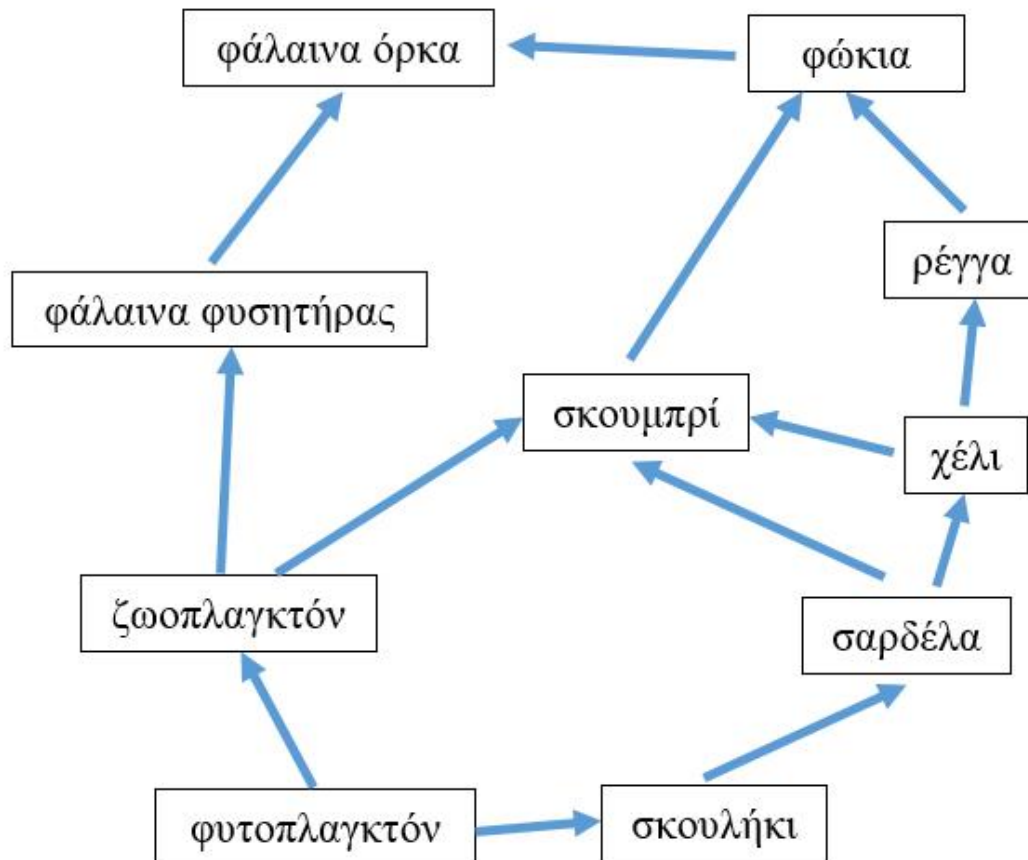 φάλαινα όρκα
φώκια
ρέγγα
φάλαινα φυσητήρας
σκουμπρί
χέλι
ζωοπλαγκτόν
σαρδέλα
φυτοπλαγκτόν
σκουλήκι